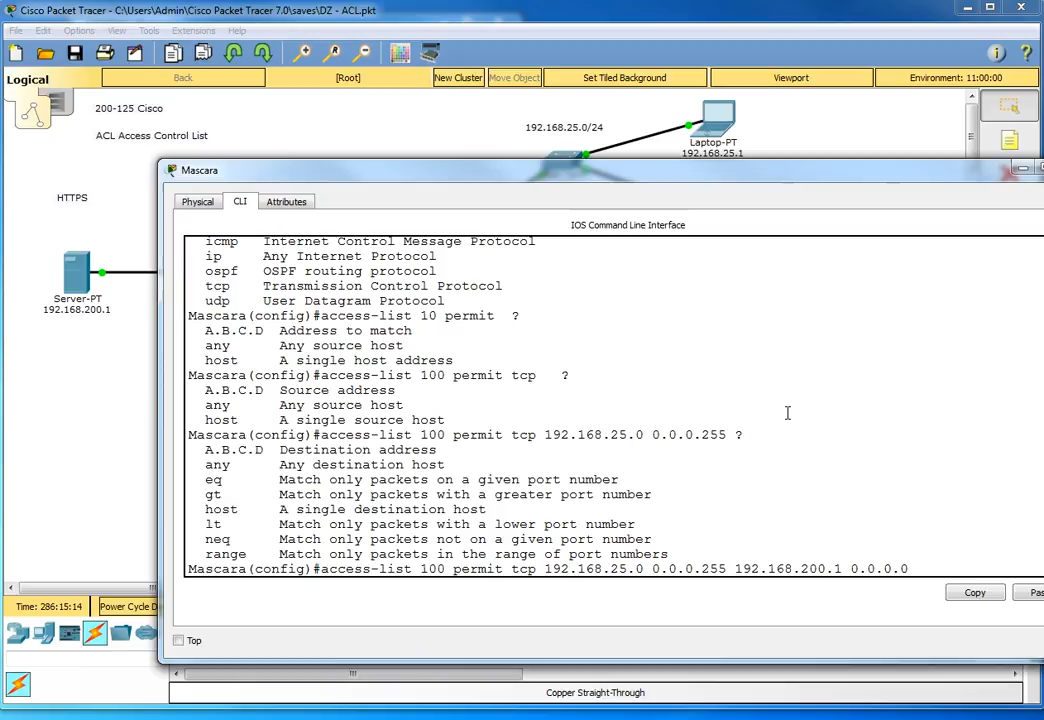 Cisco Packet Tracer - C:\Users\Admin\Cisco Packet Tracer 7.0\saves\DZ - ACL.pkt
File Edit Options View Tools Extensions Help
Logical Back [Root] New Cluster Move Object Set Tiled Background Viewport Environment: 11:00:00
200-125 Cisco
ACL Access Control List
192.168.25.0/24
Laptop-PT
192.168.25.1
HTTPS
Server-PT
192.168.200.1
Mascara
Physical CLI Attributes
IOS Command Line Interface
icmp Internet Control Message Protocol
ip Any Internet Protocol
ospf OSPF routing protocol
tcp Transmission Control Protocol
udp User Datagram Protocol
Mascara(config)#access-list 10 permit ?
A.B.C.D Address to match
any Any source host
host A single host address
Mascara(config)#access-list 100 permit tcp ?
A.B.C.D Source address
any Any source host
host A single source host
Mascara(config)#access-list 100 permit tcp 192.168.25.0 0.0.0.255 ?
A.B.C.D Destination address
any Any destination host
eq Match only packets on a given port number
gt Match only packets with a greater port number
host A single destination host
lt Match only packets with a lower port number
neq Match only packets not on a given port number
range Match only packets in the range of port numbers
Mascara(config)#access-list 100 permit tcp 192.168.25.0 0.0.0.255 192.168.200.1 0.0.0.0
Copy Pas
Top
Time: 286:15:14 Power Cycle D
Copper Straight-Through